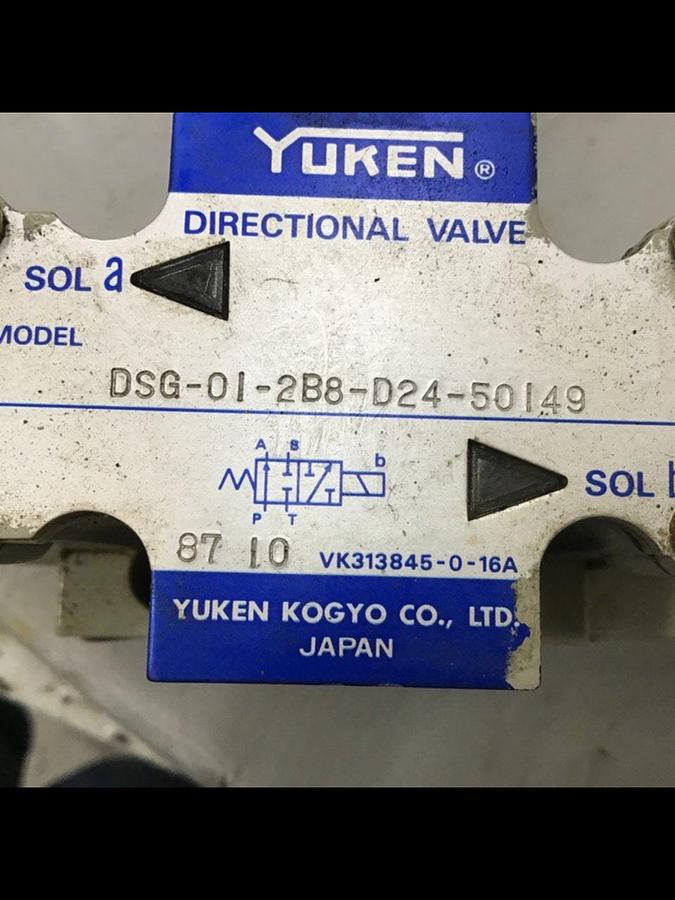 YUKEN®
DIRECTIONAL VALVE
SOL a
MODEL
DSG-01-2B8-D24-50149
A B
b
SOL b
P T
87 10 VK313845-0-16A
YUKEN KOGYO CO., LTD.
JAPAN